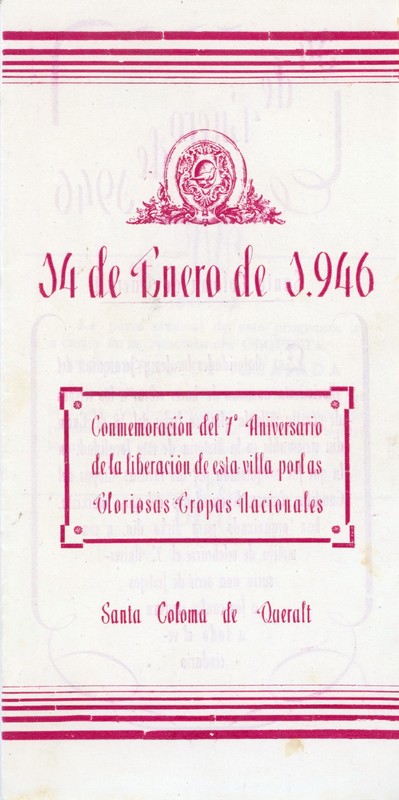 14 de Enero de 1.946
Conmemoración del 7º Aniversario
de la liberación de esta villa por las
Gloriosas Tropas Nacionales
Santa Coloma de Queralt